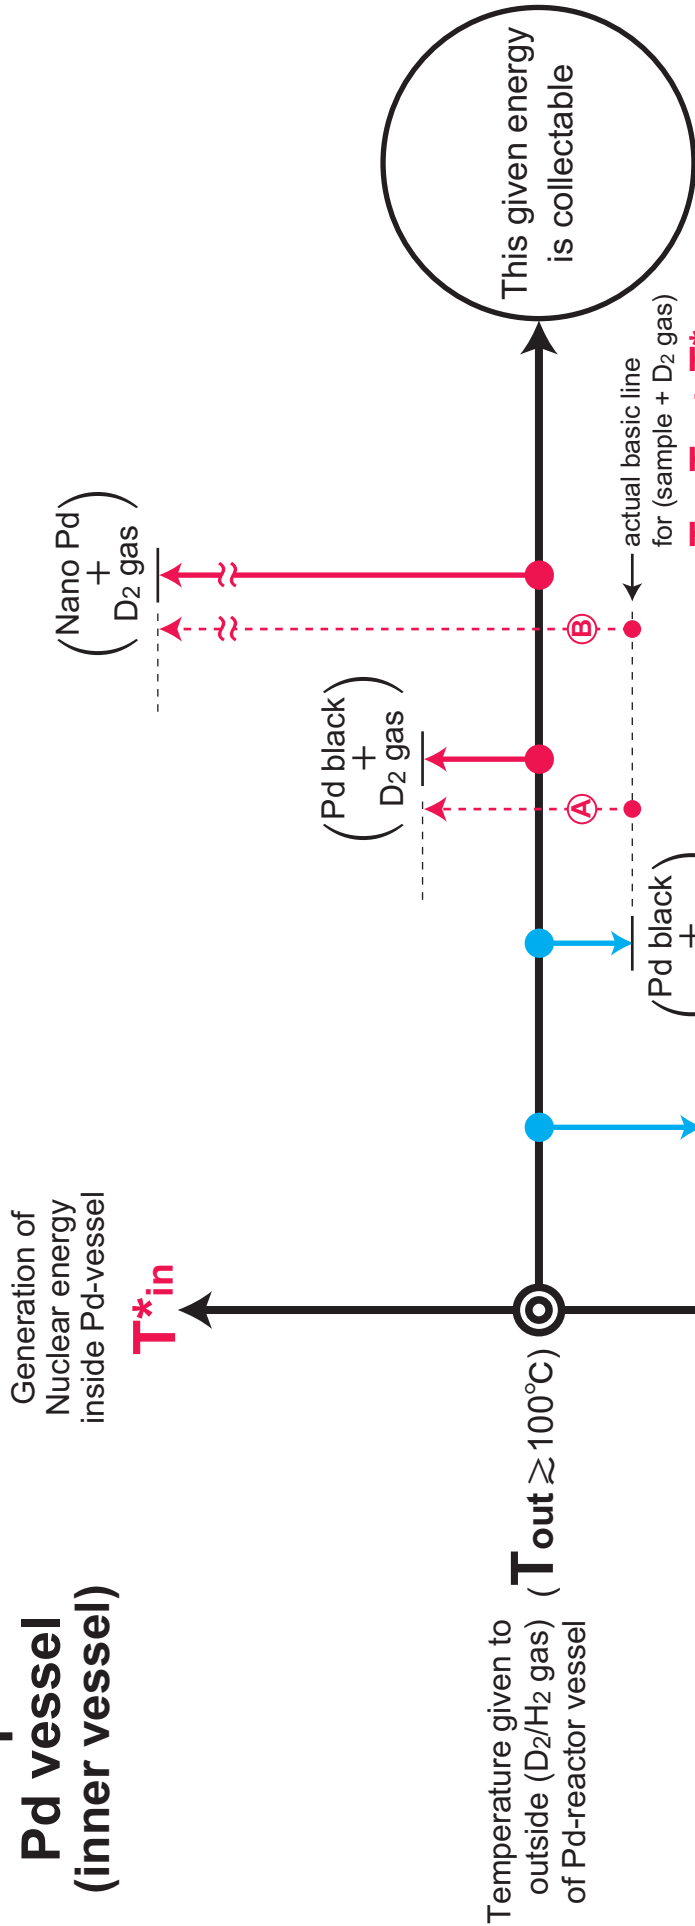 Pd vessel
(inner vessel)
Generation of
Nuclear energy
inside Pd-vessel
T*in
Temperature given to
outside (D2/H2 gas)
of Pd-reactor vessel
( Tout ≳ 100°C)
(Pd black
+
(Pd black
+
D2 gas)
A
(Nano Pd
+
D2 gas)
B
actual basic line
for (sample + D2 gas)
This given energy
is collectable